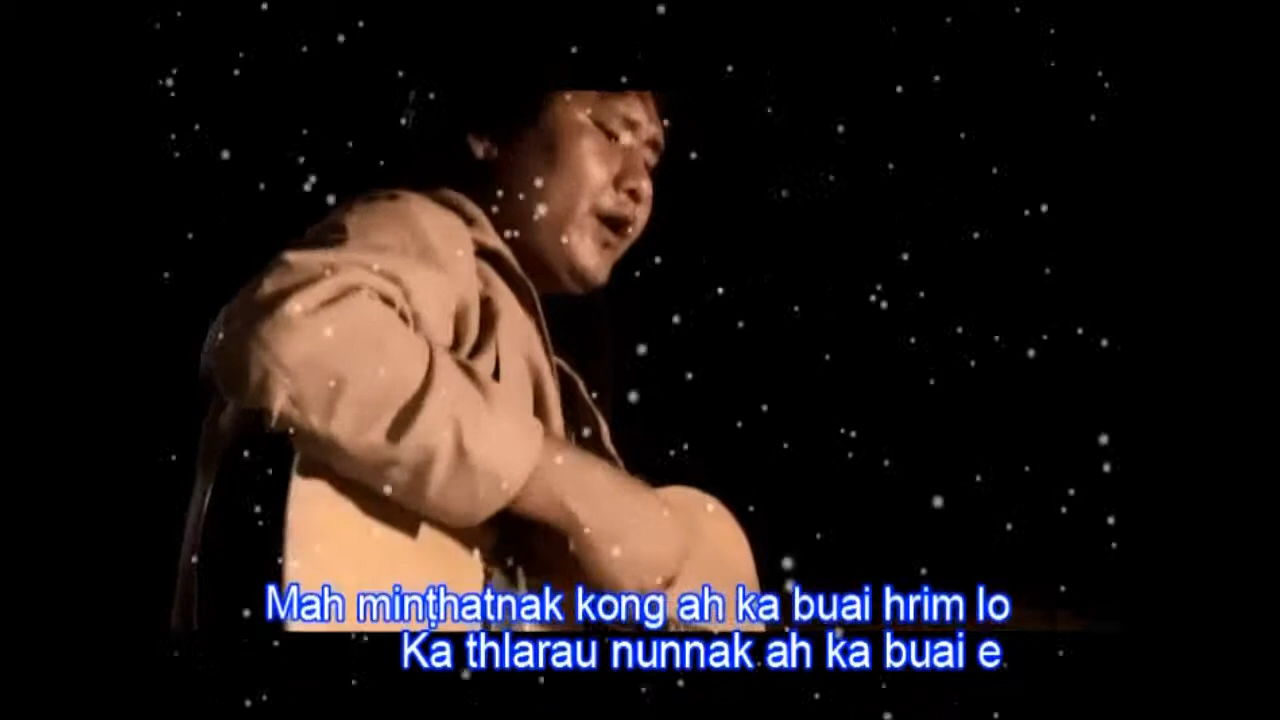 Mah minṭhatnak kong ah ka buai hrim lo
Ka thlarau nunnak ah ka buai e